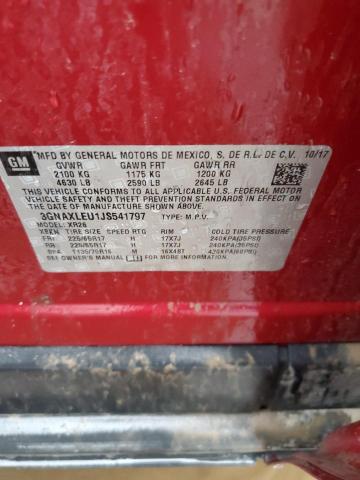 GM
MFD BY GENERAL MOTORS DE MEXICO, S. DE R.L. DE C.V. 10/17
GVWR GAWR FRT GAWR RR
2100 KG 1175 KG 1200 KG
4630 LB 2590 LB 2645 LB
THIS VEHICLE CONFORMS TO ALL APPLICABLE U.S. FEDERAL MOTOR
VEHICLE SAFETY, BUMPER, AND THEFT PREVENTION STANDARDS IN
EFFECT ON THE DATE OF MANUFACTURE SHOWN ABOVE.
3GNAXLEU1JS541797 TYPE: M.P.V.
MODEL: XR26
TIRE SIZE SPEED RTG RIM COLD TIRE PRESSURE
FRT 225/65R17 H 17X7J 240KPA(35PSI)
RR 225/65R17 H 17X7J 240KPA(35PSI)
SPA T135/70R16 M 16X4BT 420KPA(60PSI)
SEE OWNER'S MANUAL FOR MORE INFORMATION.